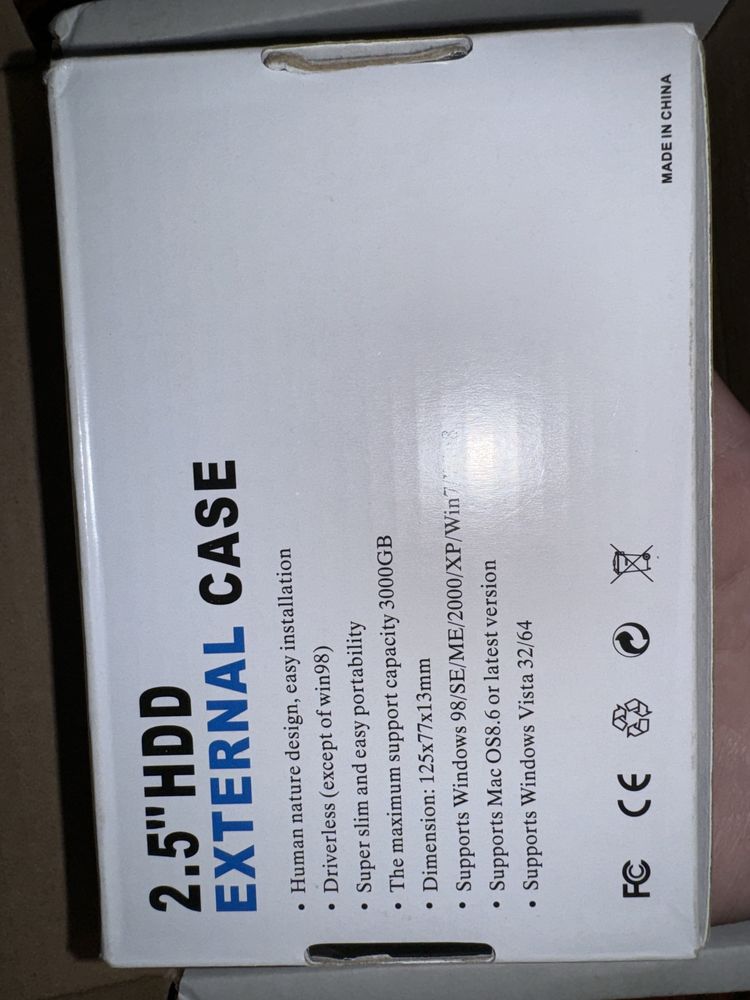 2.5"HDD
EXTERNAL CASE
• Human nature design, easy installation
• Driverless (except of win98)
• Super slim and easy portability
• The maximum support capacity 3000GB
• Dimension: 125x77x13mm
• Supports Windows 98/SE/ME/2000/XP/Win7/
• Supports Mac OS8.6 or latest version
• Supports Windows Vista 32/64
FC CE
MADE IN CHINA